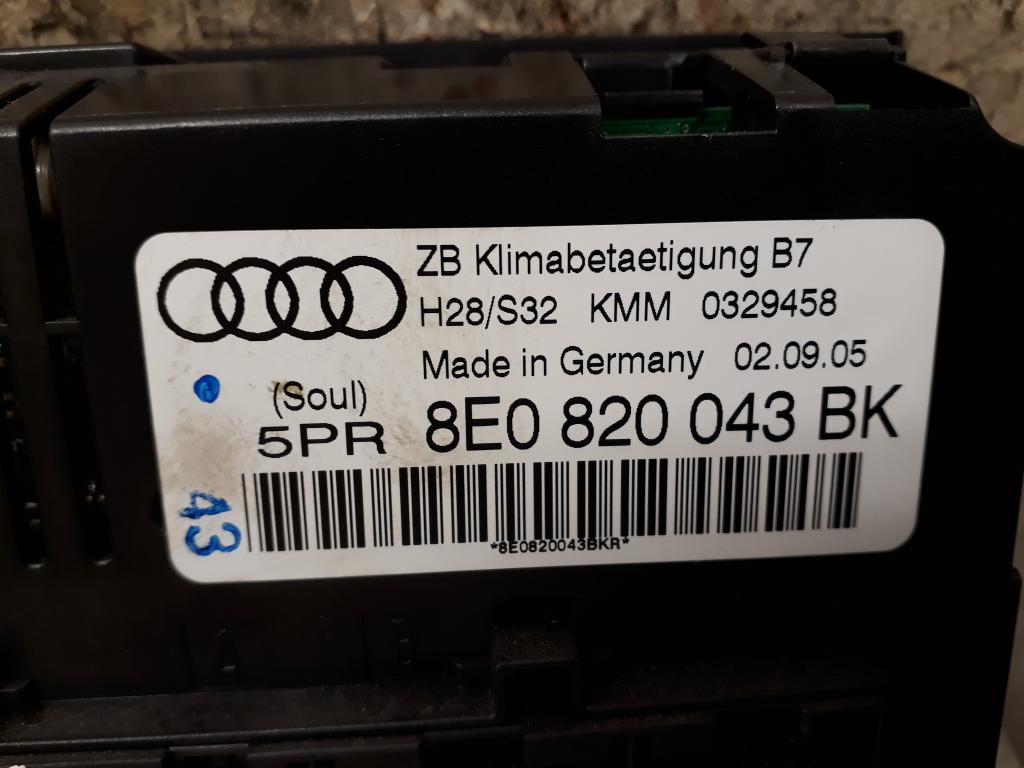 ZB Klimabetaetigung B7
H28/S32 KMM 0329458
Made in Germany 02.09.05
(Soul)
5PR 8E0 820 043 BK
43
*8E0820043BKR*
A B